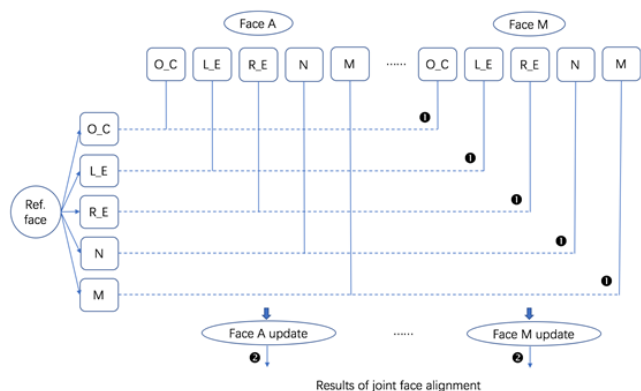 Face A
Face M
O_C L_E R_E N M ...... O_C L_E R_E N M
O_C
❶
L_E
❶
Ref.
face
R_E
❶
N
❶
M
❶
Face A update
......
Face M update
❷
❷
Results of joint face alignment